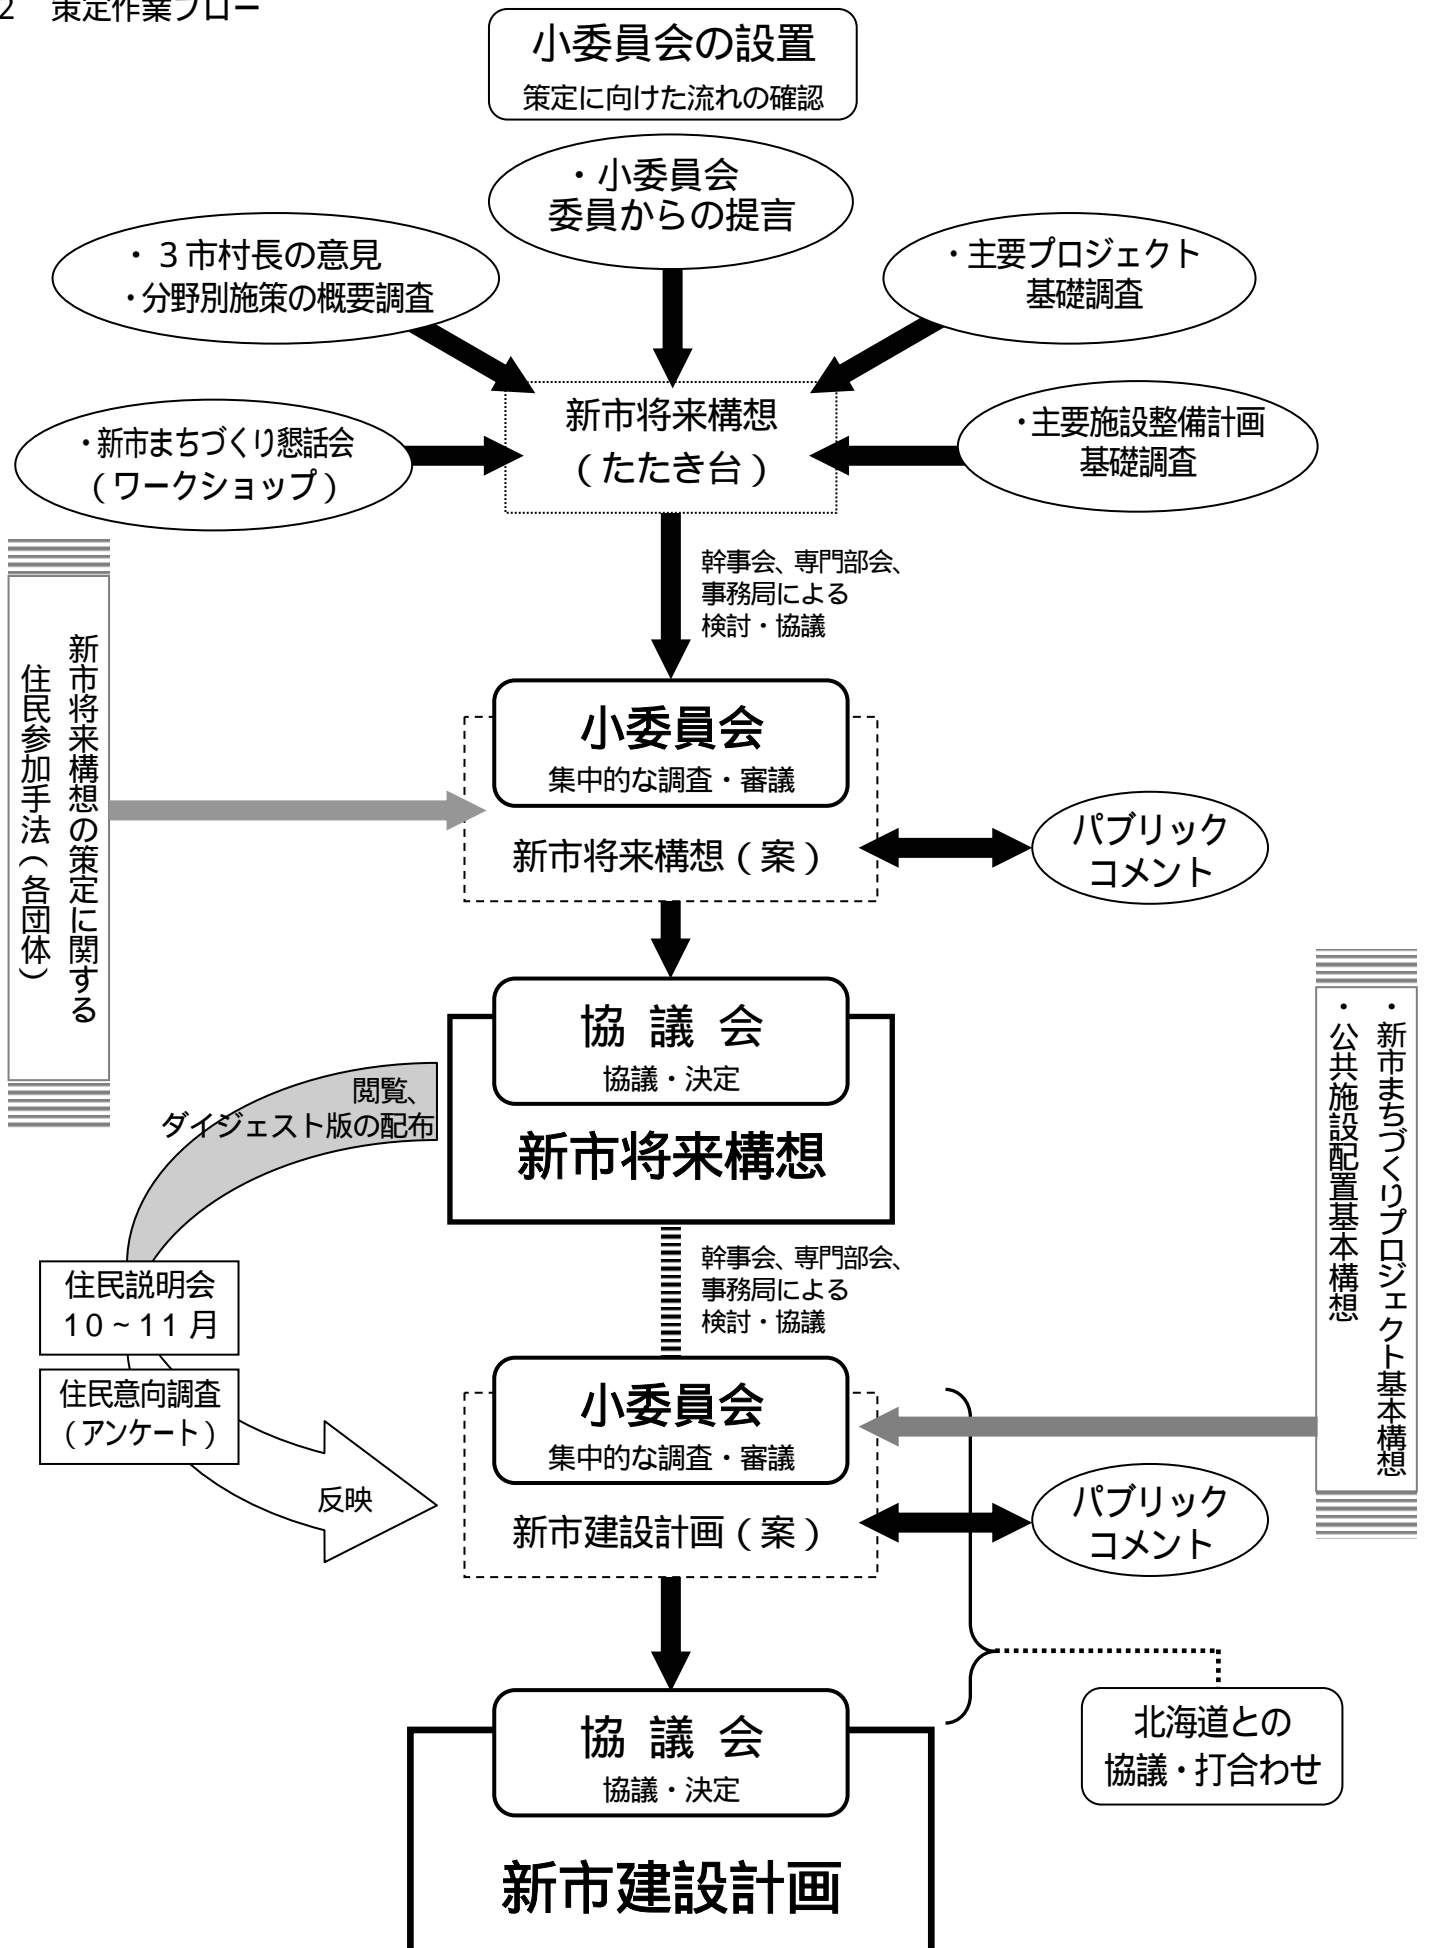 2　策定作業フロー
小委員会の設置
策定に向けた流れの確認
・小委員会
委員からの提言
・３市村長の意見
・分野別施策の概要調査
・主要プロジェクト
基礎調査
・新市まちづくり懇話会
（ワークショップ）
新市将来構想
（たたき台）
・主要施設整備計画
基礎調査
幹事会、専門部会、
事務局による
検討・協議
新市将来構想の策定に関する
住民参加手法（各団体）
小委員会
集中的な調査・審議
新市将来構想（案）
パブリック
コメント
協 議 会
協議・決定
新市将来構想
閲覧、
ダイジェスト版の配布
・新市まちづくりプロジェクト基本構想
・公共施設配置基本構想
幹事会、専門部会、
事務局による
検討・協議
住民説明会
10～11月
住民意向調査
（アンケート）
反映
小委員会
集中的な調査・審議
新市建設計画（案）
パブリック
コメント
北海道との
協議・打合わせ
協 議 会
協議・決定
新市建設計画